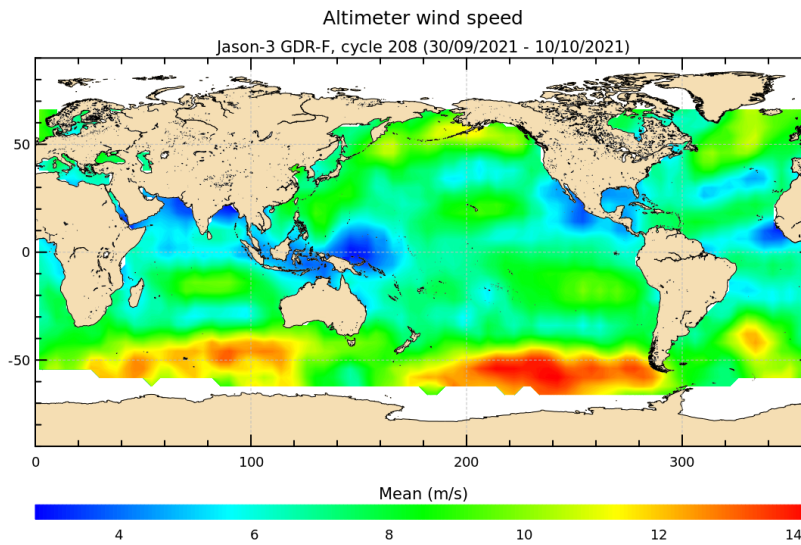 Altimeter wind speed
Jason-3 GDR-F, cycle 208 (30/09/2021 - 10/10/2021)
50
0
-50
0 100 200 300
Mean (m/s)
4 6 8 10 12 14